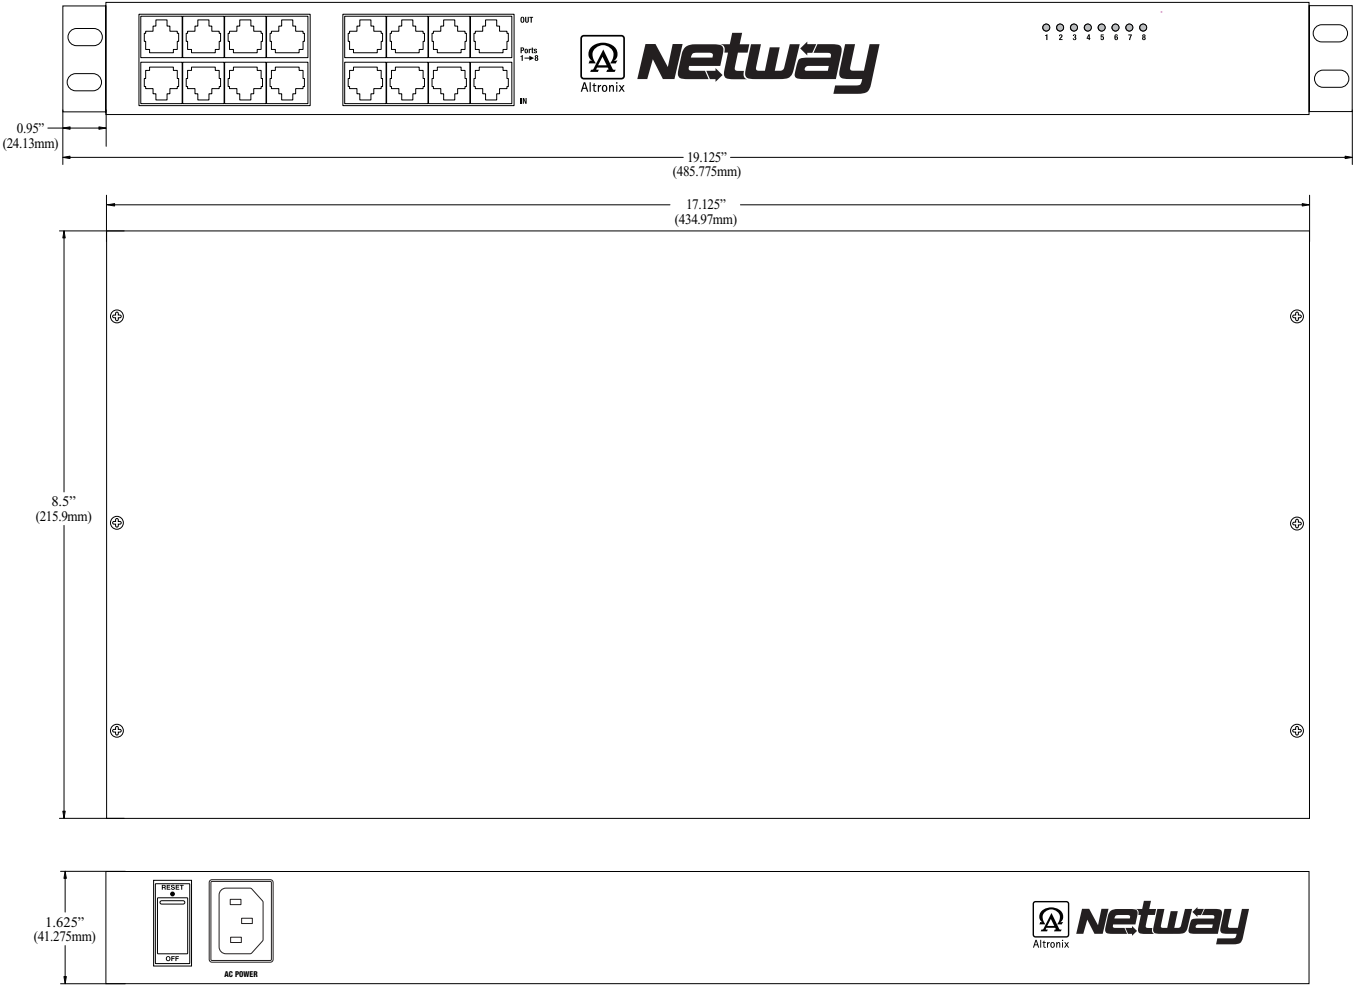 OUT
Ports
1→8
IN
Altronix
Netway
1 2 3 4 5 6 7 8
0.95”
(24.13mm)
19.125”
(485.775mm)
17.125”
(434.97mm)
8.5”
(215.9mm)
1.625”
(41.275mm)
RESET
OFF
AC POWER
Altronix
Netway